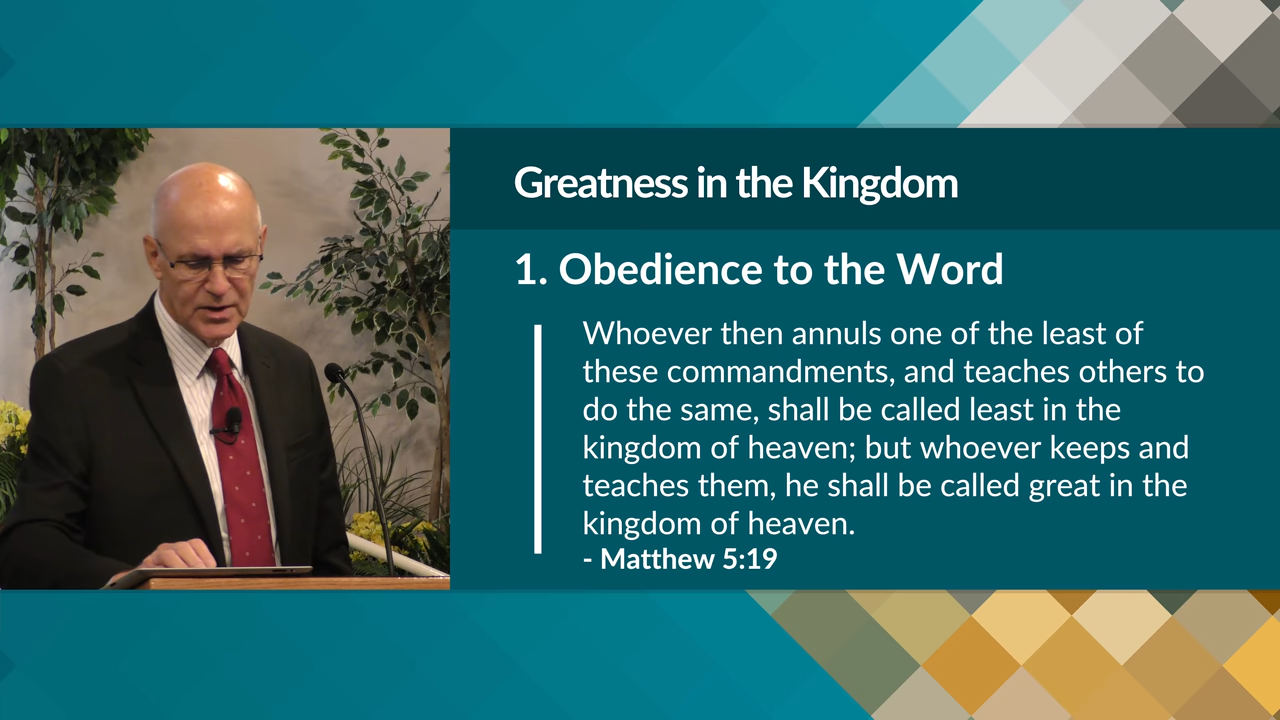 Greatness in the Kingdom
1. Obedience to the Word
Whoever then annuls one of the least of
these commandments, and teaches others to
do the same, shall be called least in the
kingdom of heaven; but whoever keeps and
teaches them, he shall be called great in the
kingdom of heaven.
- Matthew 5:19